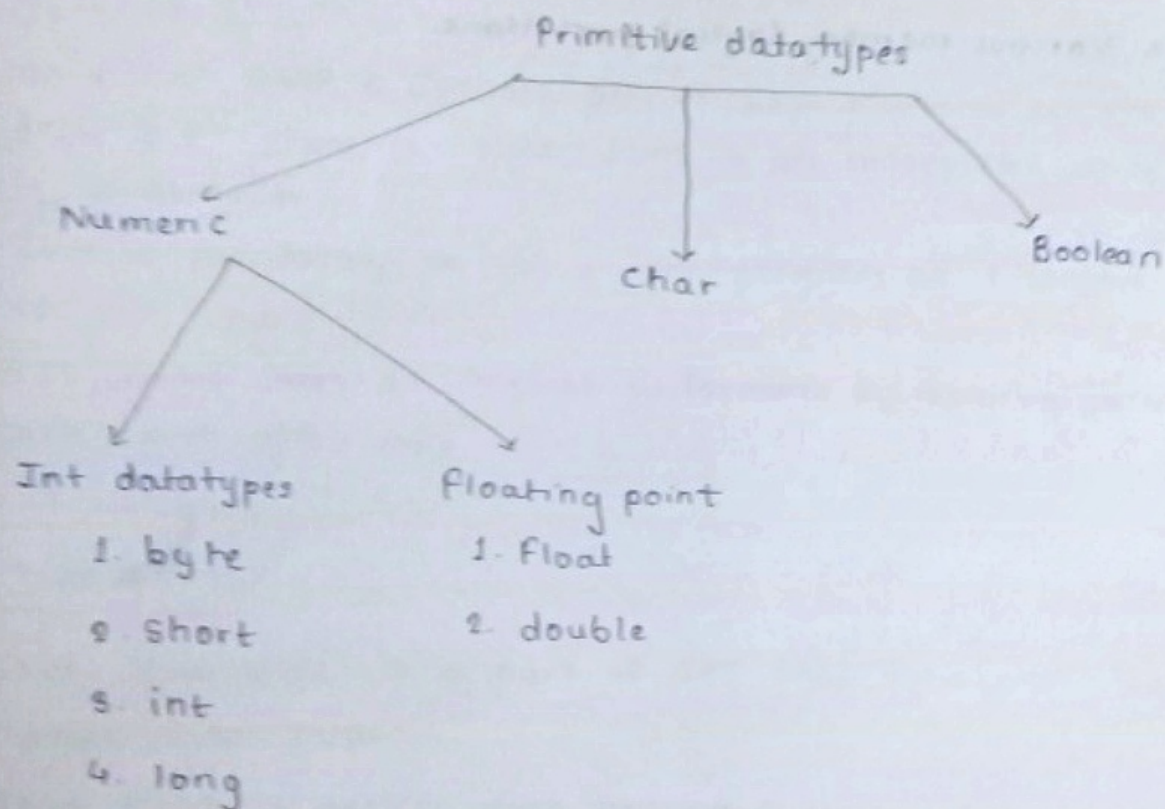 Primitive datatypes
Numeric
Char
Boolean
Int datatypes
floating point
1. byte
1. float
2. short
2. double
3. int
4. long